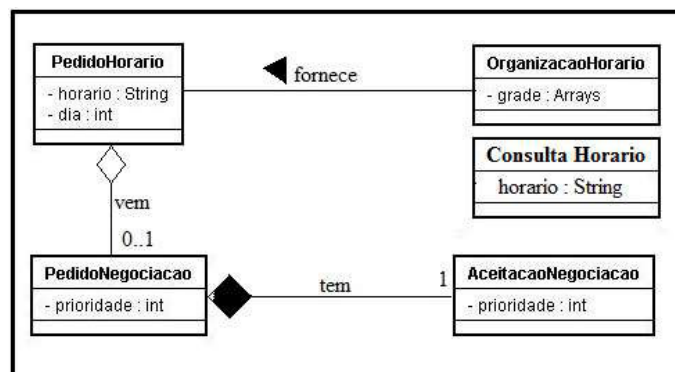 PedidoHorario
- horario : String
- dia : int
fornece
OrganizacaoHorario
- grade : Arrays
Consulta Horario
horario : String
vem
0..1
PedidoNegociacao
- prioridade : int
tem
1
AceitacaoNegociacao
- prioridade : int